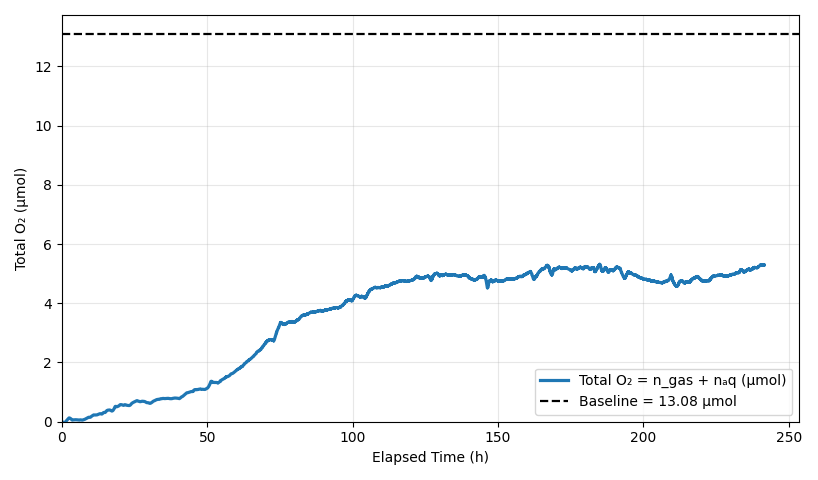 Total O₂ (μmol)
12
10
8
6
4
2
0
0 50 100 150 200 250
Elapsed Time (h)
Total O₂ = n_gas + nₐq (μmol)
Baseline = 13.08 μmol